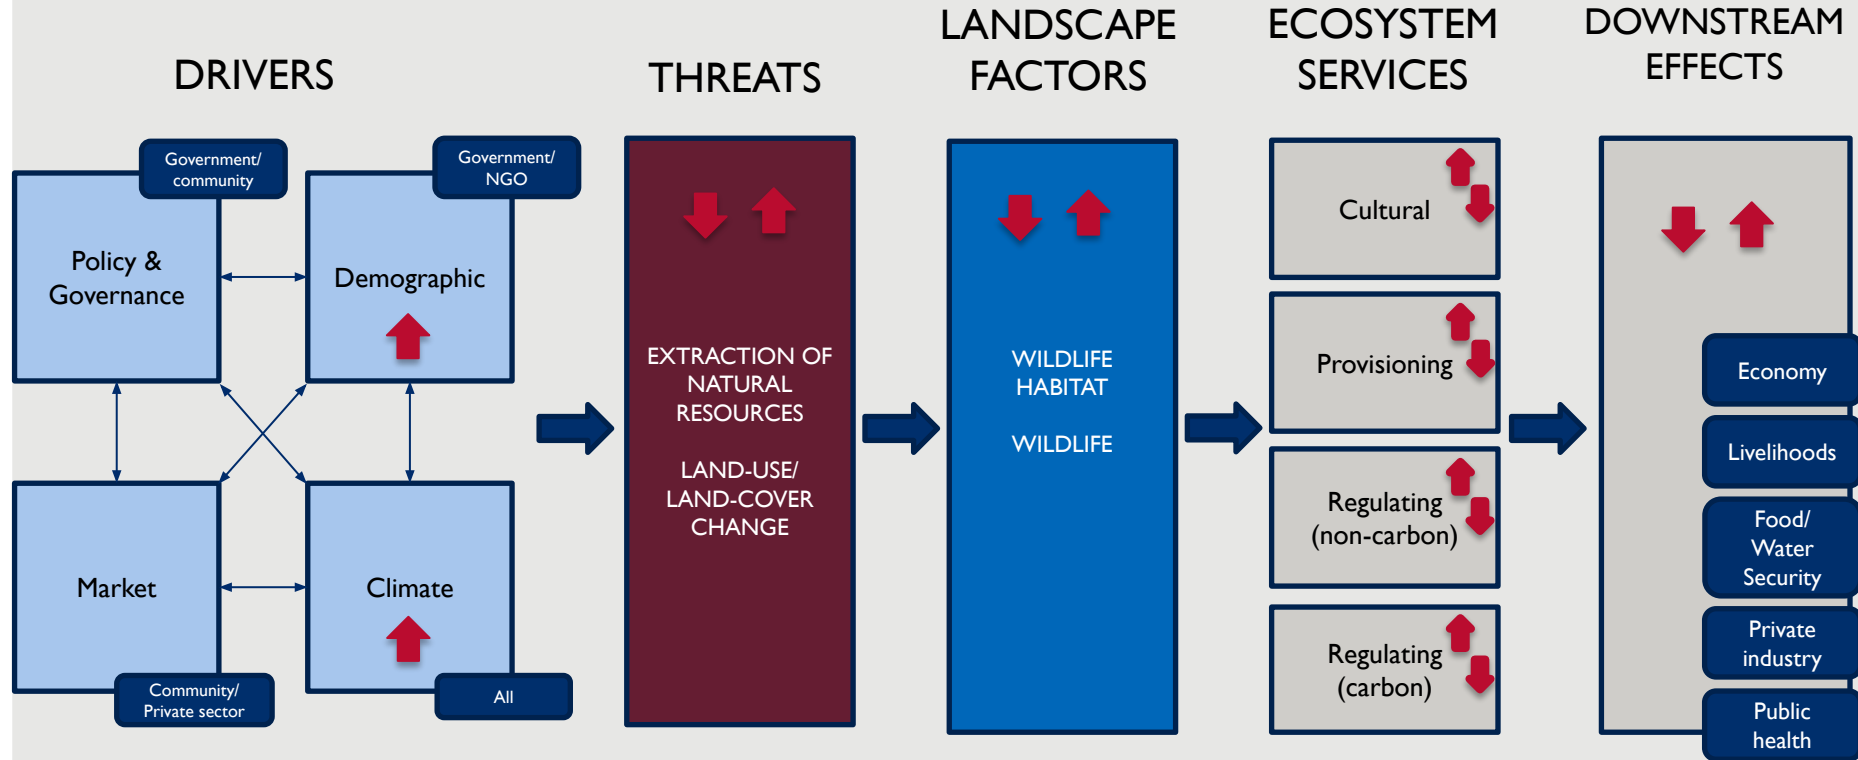 DRIVERS
THREATS
LANDSCAPE
FACTORS
ECOSYSTEM
SERVICES
DOWNSTREAM
EFFECTS
Government/
community
Policy &
Governance
Government/
NGO
Demographic
Market
Community/
Private sector
Climate
All
EXTRACTION OF
NATURAL
RESOURCES
LAND-USE/
LAND-COVER
CHANGE
WILDLIFE
HABITAT
WILDLIFE
Cultural
Provisioning
Regulating
(non-carbon)
Regulating
(carbon)
Economy
Livelihoods
Food/
Water
Security
Private
industry
Public
health